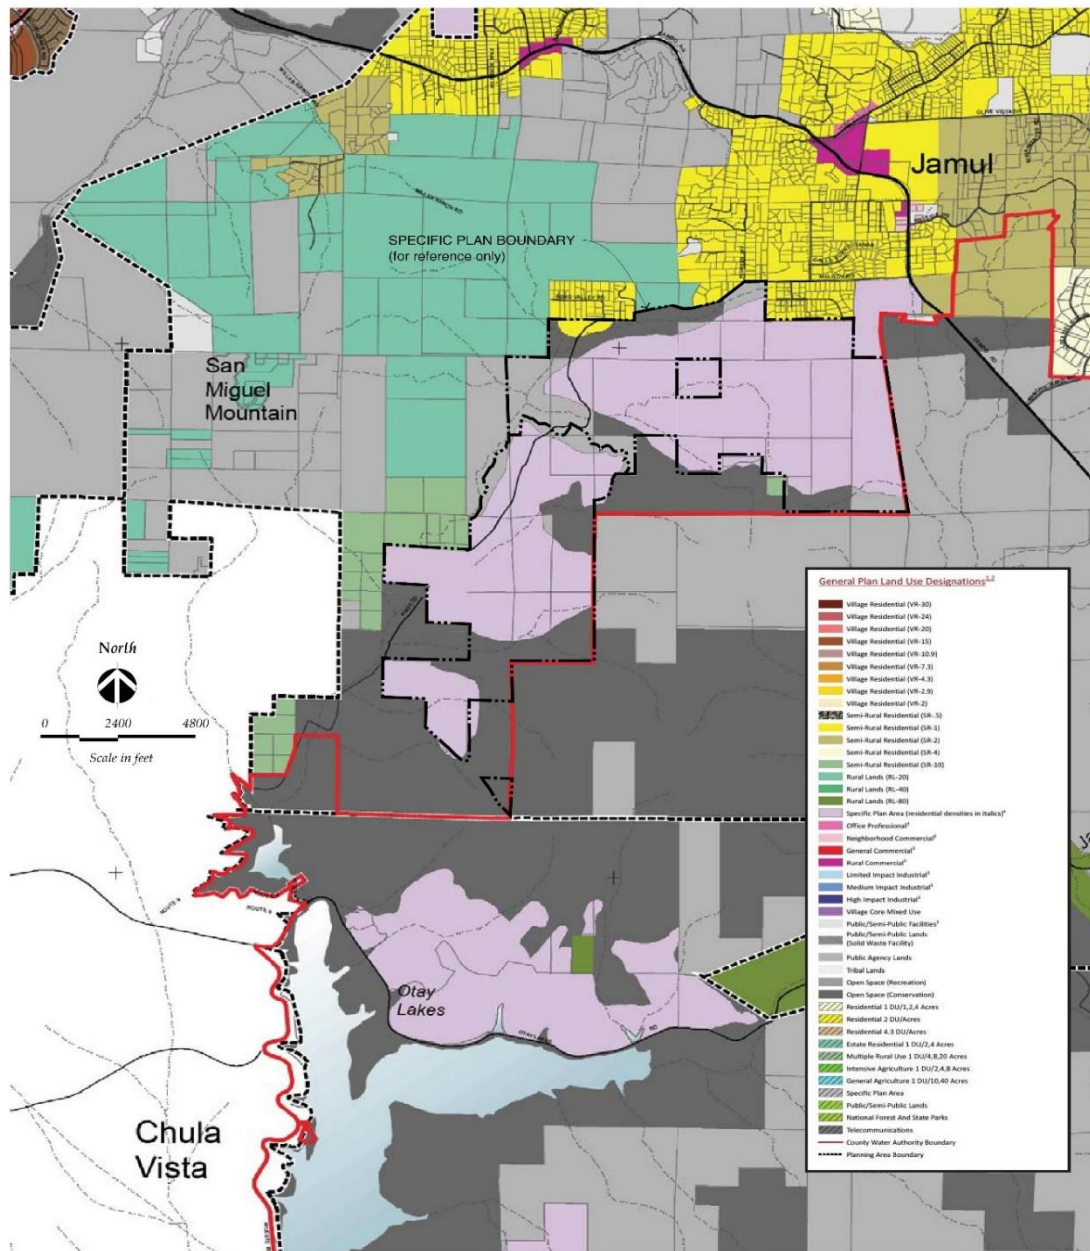 Jamul
SPECIFIC PLAN BOUNDARY
(for reference only)
San
Miguel
Mountain
North
0 2400 4800
Scale in feet
Otay
Lakes
Chula
Vista
General Plan Land Use Designations1,2
Village Residential (VR-30)
Village Residential (VR-24)
Village Residential (VR-20)
Village Residential (VR-15)
Village Residential (VR-10.9)
Village Residential (VR-7.3)
Village Residential (VR-4.3)
Village Residential (VR-2.9)
Village Residential (VR-2)
Semi-Rural Residential (SR-.5)
Semi-Rural Residential (SR-1)
Semi-Rural Residential (SR-2)
Semi-Rural Residential (SR-4)
Semi-Rural Residential (SR-10)
Rural Lands (RL-20)
Rural Lands (RL-40)
Rural Lands (RL-80)
Specific Plan Area (residential densities in italics)
Office Professional
Neighborhood Commercial
General Commercial
Rural Commercial
Limited Impact Industrial
Medium Impact Industrial
High Impact Industrial
Village Core Mixed Use
Public/Semi-Public Facilities
Public/Semi-Public Lands
(Solid Waste Facility)
Public Agency Lands
Tribal Lands
Open Space (Recreation)
Open Space (Conservation)
Residential 1 DU/1,2,4 Acres
Residential 2 DU/Acres
Residential 4.3 DU/Acres
Estate Residential 1 DU/2,4 Acres
Multiple Rural Use 1 DU/4,8,20 Acres
Intensive Agriculture 1 DU/2,4,8 Acres
General Agriculture 1 DU/10,40 Acres
Specific Plan Area
Public/Semi-Public Lands
National Forest And State Parks
Telecommunications
County Water Authority Boundary
Planning Area Boundary